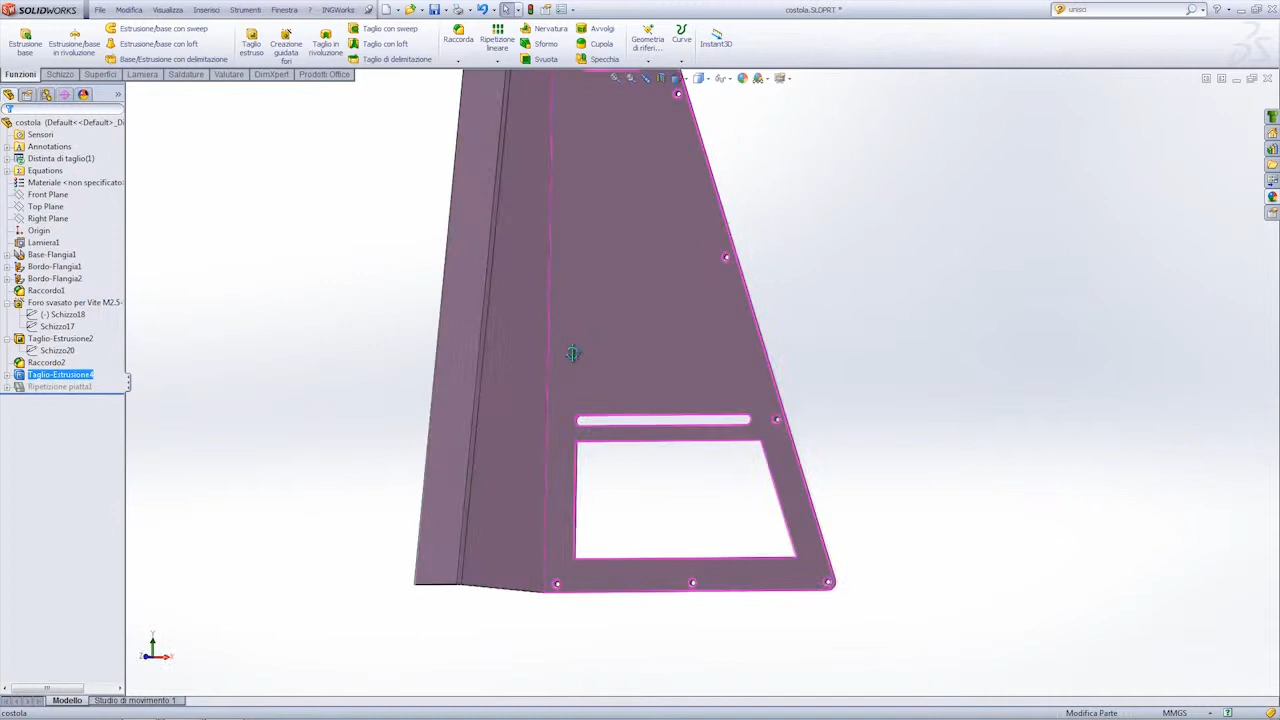 SOLIDWORKS File Modifica Visualizza Inserisci Strumenti Finestra ? INGWorks costola.SLDPRT * unisci
Estrusione base
Estrusione/base in rivoluzione
Estrusione/base con sweep
Estrusione/base con loft
Base/Estrusione con delimitazione
Taglio estruso
Creazione guidata fori
Taglio in rivoluzione
Taglio con sweep
Taglio con loft
Taglio di delimitazione
Raccorda
Ripetizione lineare
Nervatura
Sformo
Svuota
Avvolgi
Cupola
Specchia
Geometria di riferi...
Curve
Instant3D
Funzioni Schizzo Superfici Lamiera Saldature Valutare DimXpert Prodotti Office
costola (Default<<Default>_Di
Sensori
Annotations
Distinta di taglio(1)
Equations
Materiale <non specificato>
Front Plane
Top Plane
Right Plane
Origin
Lamiera1
Base-Flangia1
Bordo-Flangia1
Bordo-Flangia2
Raccordo1
Foro svasato per Vite M2.5-
(-) Schizzo18
Schizzo17
Taglio-Estrusione2
Schizzo20
Raccordo2
Taglio-Estrusione4
Ripetizione piatta1
Y
Z X
Modello Studio di movimento 1
costola Modifica Parte MMGS